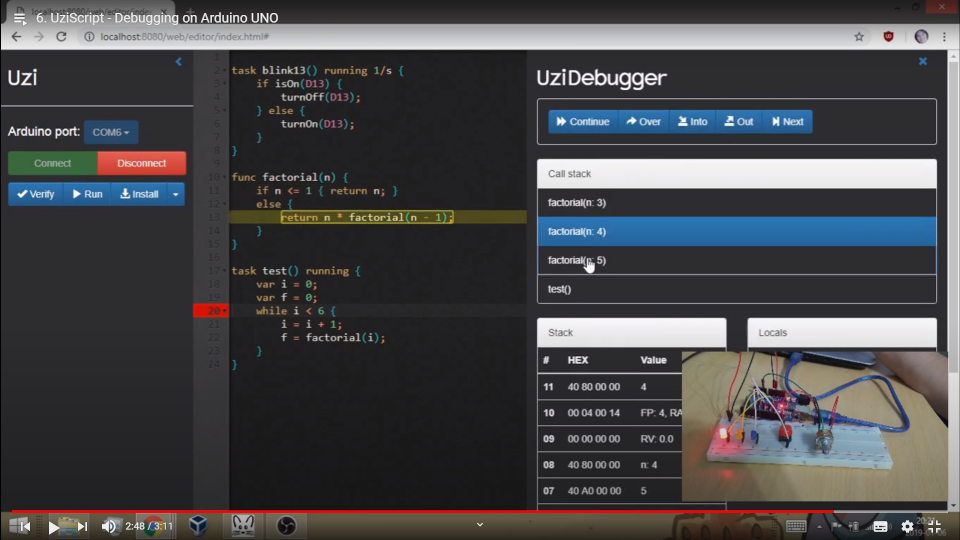 6. UziScript - Debugging on Arduino UNO
localhost:8080/web/editor/index.html#
Uzi
Arduino port: COM6
Connect Disconnect
Verify Run Install
1
2 task blink13() running 1/s {
3 if isOn(D13) {
4 turnOff(D13);
5 } else {
6 turnOn(D13);
7 }
8 }
9
10 func factorial(n) {
11 if n <= 1 { return n; }
12 else {
13 return n * factorial(n - 1);
14 }
15 }
16
17 task test() running {
18 var i = 0;
19 var f = 0;
20 while i < 6 {
21 i = i + 1;
22 f = factorial(i);
23 }
24 }
UziDebugger
Continue Over Into Out Next
Call stack
factorial(n: 3)
factorial(n: 4)
factorial(n: 5)
test()
Stack
# HEX Value
11 40 80 00 00 4
10 00 04 00 14 FP: 4, RA
09 00 00 00 00 RV: 0.0
08 40 80 00 00 n: 4
07 40 A0 00 00 5
Locals
2:48 / 3:11